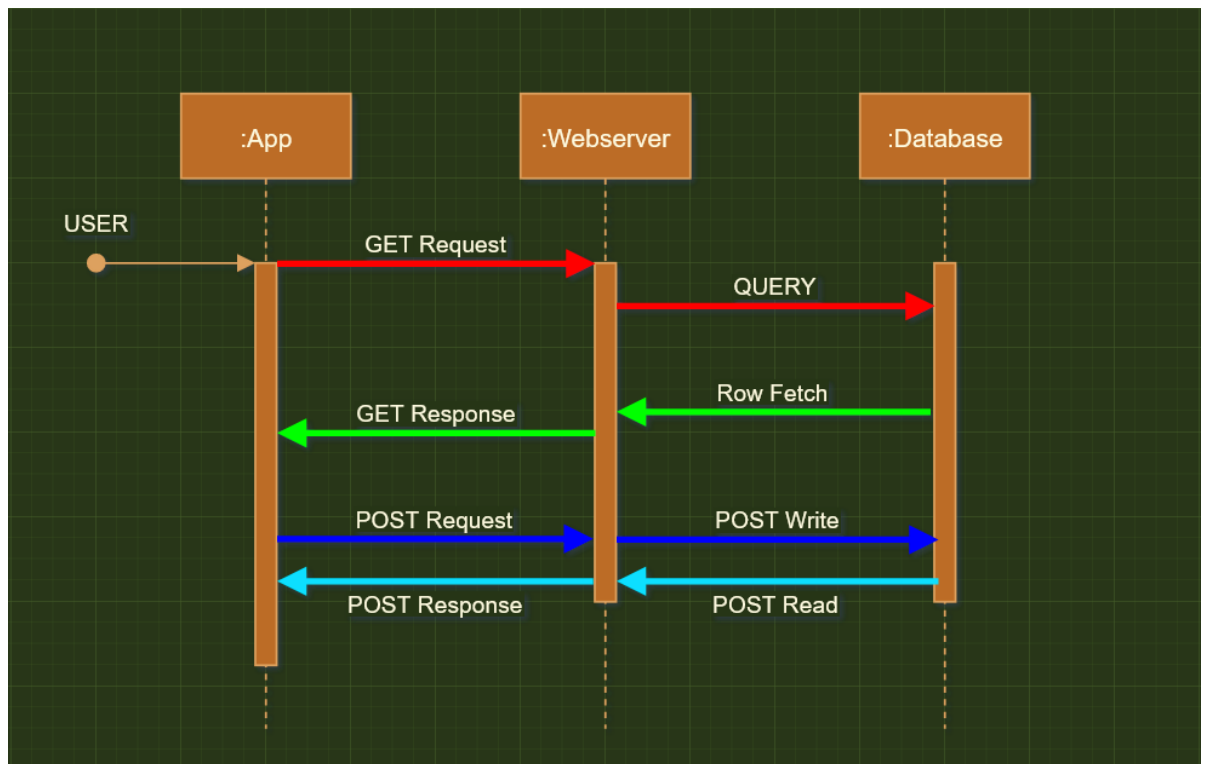 :App
:Webserver
:Database
USER
GET Request
QUERY
Row Fetch
GET Response
POST Request
POST Write
POST Response
POST Read